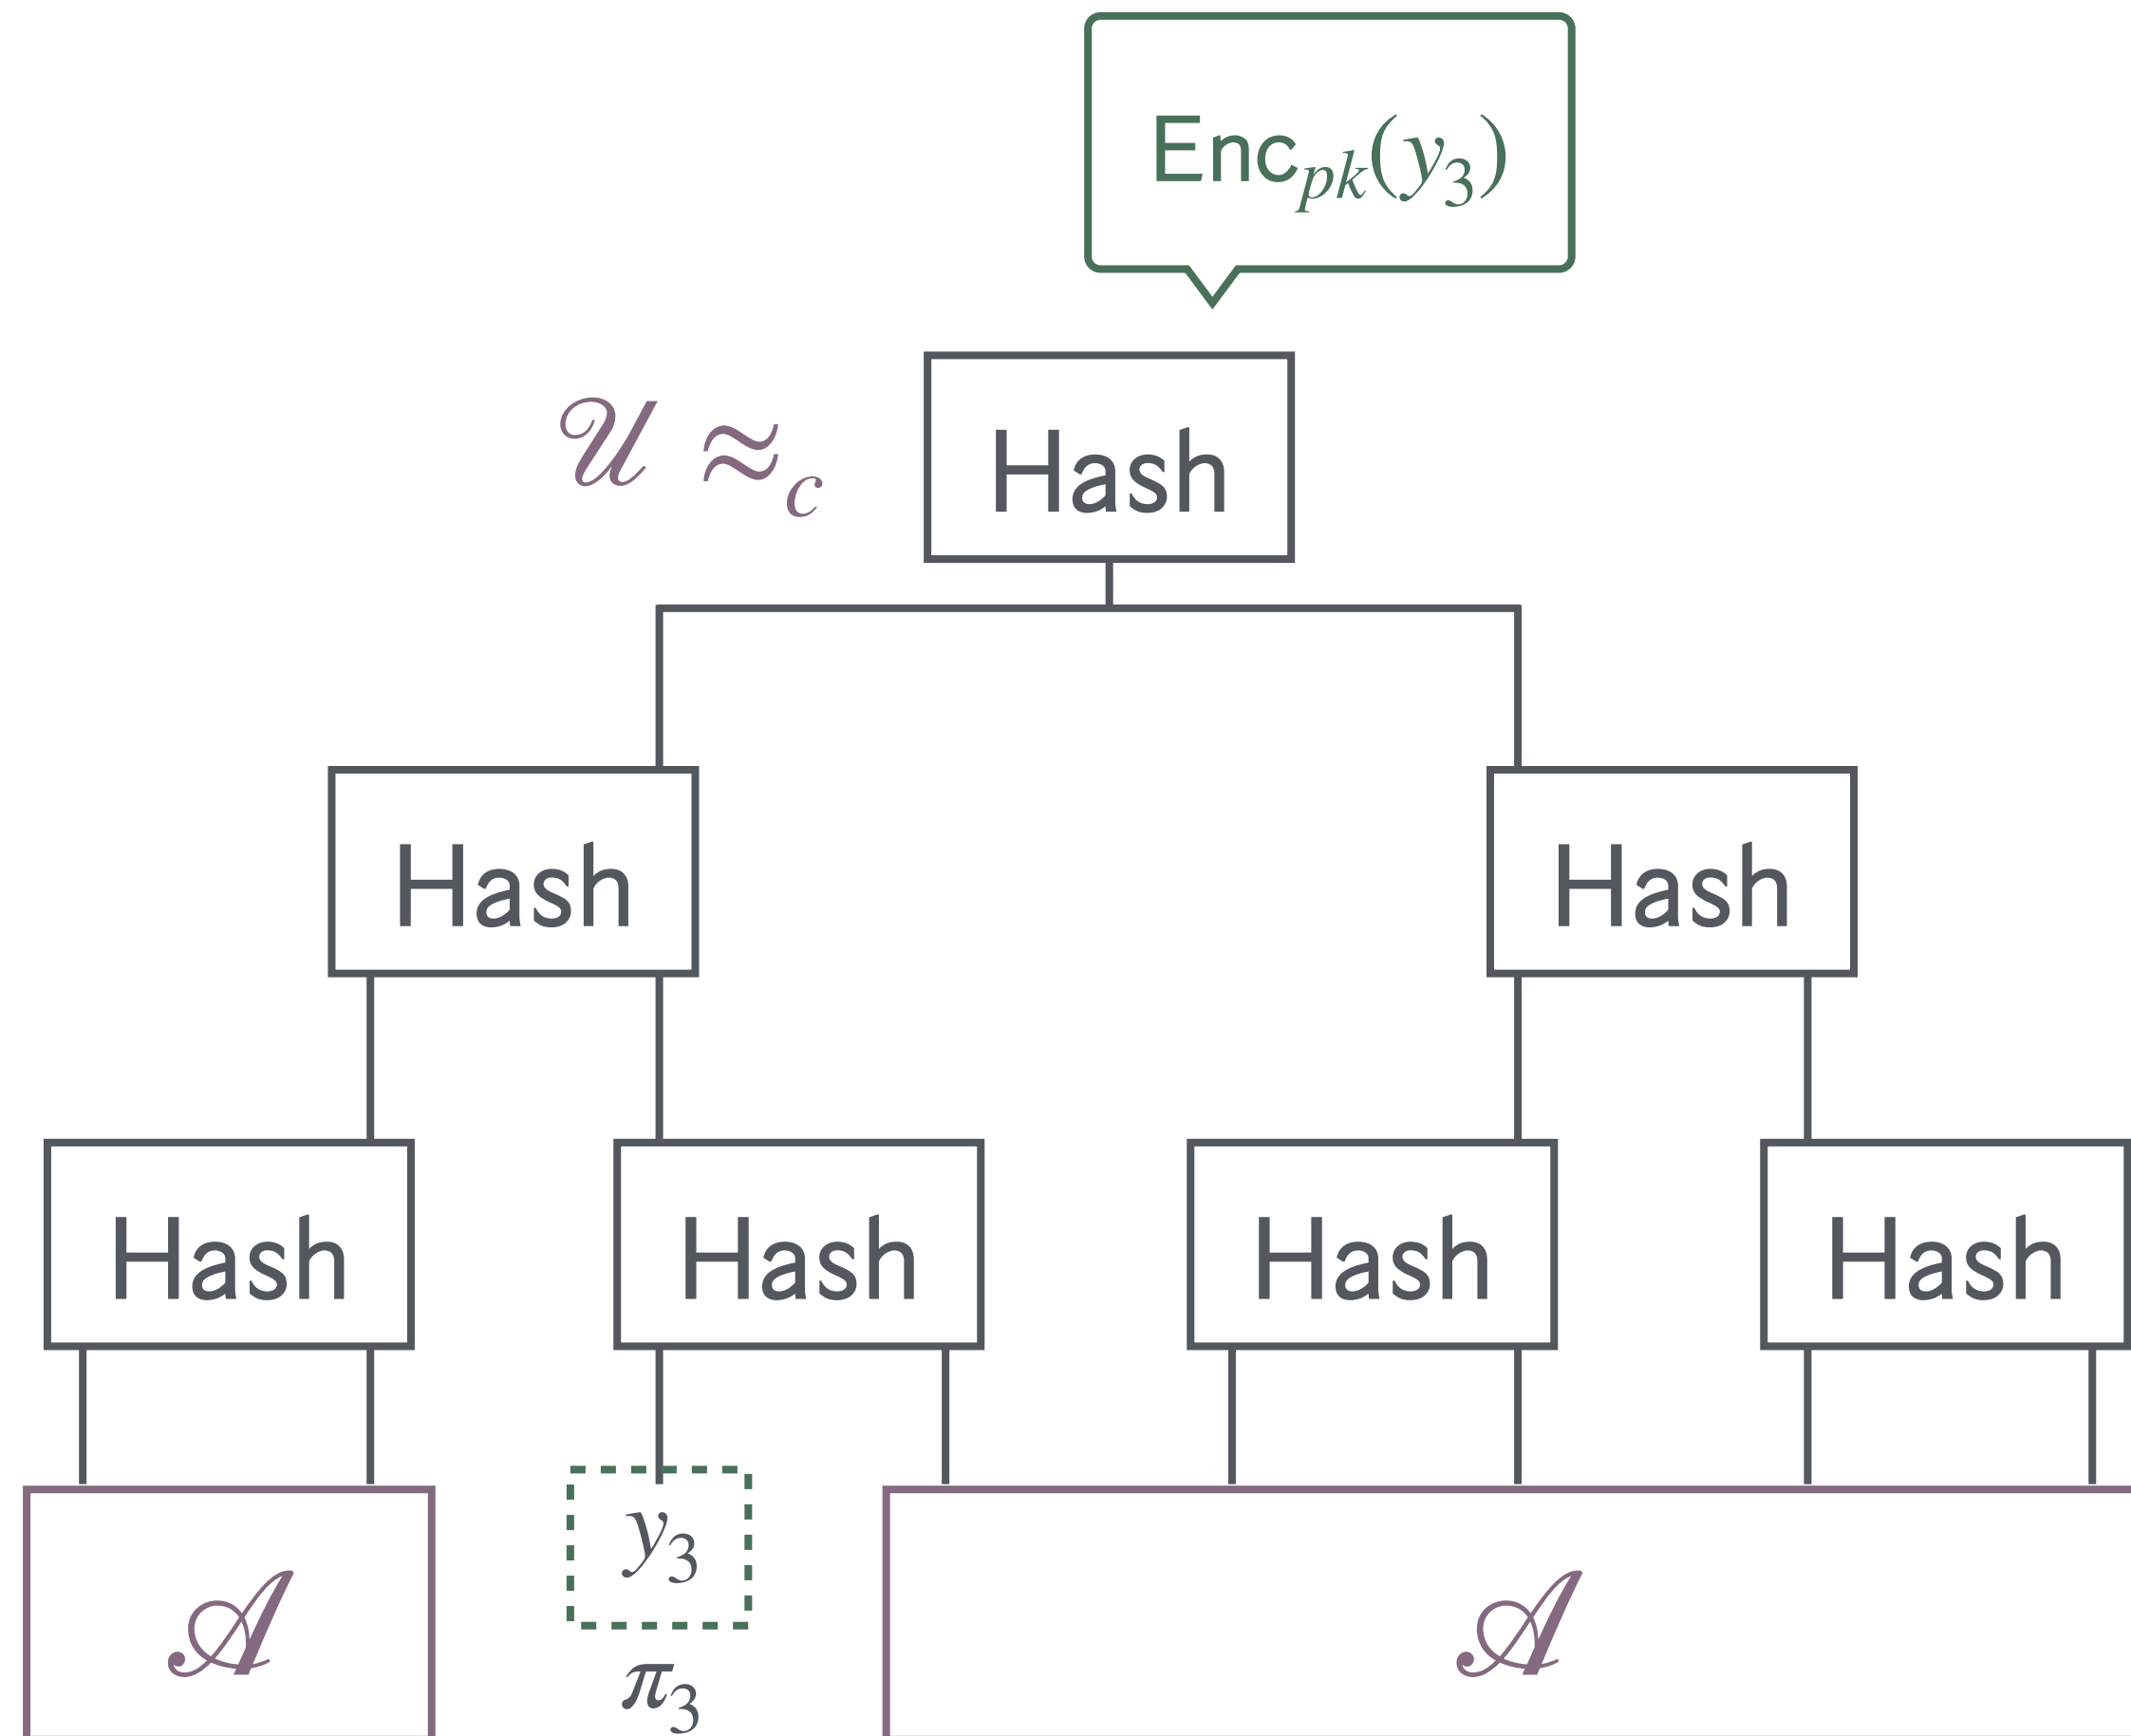 Enc_pk(y_3)
𝒰 ≈_c Hash
Hash Hash
Hash Hash Hash Hash
y_3
𝒜 𝒜
π_3